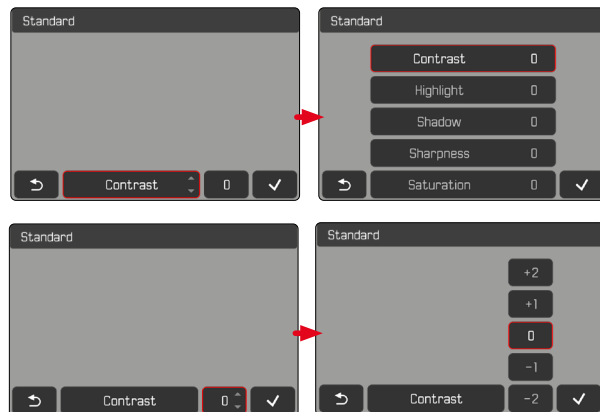 Standard
Contrast 0
Standard
Contrast 0
Highlight 0
Shadow 0
Sharpness 0
Saturation 0
Standard
Contrast 0
Standard
+2
+1
0
-1
Contrast -2